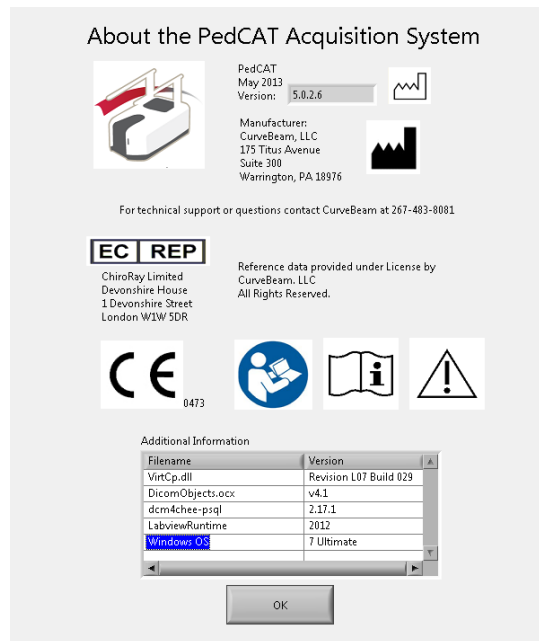 About the PedCAT Acquisition System
PedCAT
May 2013
Version: 5.0.2.6
Manufacturer:
CurveBeam, LLC
175 Titus Avenue
Suite 300
Warrington, PA 18976
For technical support or questions contact CurveBeam at 267-483-8081
EC REP
ChiroRay Limited
Devonshire House
1 Devonshire Street
London W1W 5DR
Reference data provided under License by
CurveBeam. LLC
All Rights Reserved.
CE 0473
i
!
Additional Information
Filename Version
VirtCp.dll Revision L07 Build 029
DicomObjects.ocx v4.1
dcm4chee-psql 2.17.1
LabviewRuntime 2012
Windows OS 7 Ultimate
OK